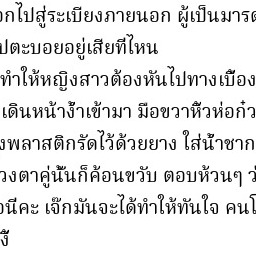 อกไปสู่ระเบียงภายนอก ผู้เป็นมารด
ปตะบอยอยู่เสียที่ไหน
ทำให้หญิงสาวต้องหันไปทางเบื้อง
เดินหน้าง้ำเข้ามา มือขวาหิ้วห่อก๋ว
งพลาสติกรัดไว้ด้วยยาง ใส่น้ำชาก
วงตาคู่นั้นก็ค้อนขวับ ตอบห้วนๆ ว่
อนีคะ เจ๊กมันจะได้ทำให้ทันใจ คนโ
งี้